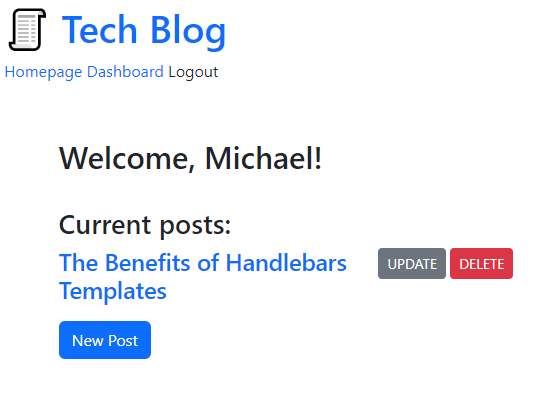 Tech Blog
Homepage Dashboard Logout
Welcome, Michael!
Current posts:
The Benefits of Handlebars
Templates
UPDATE DELETE
New Post